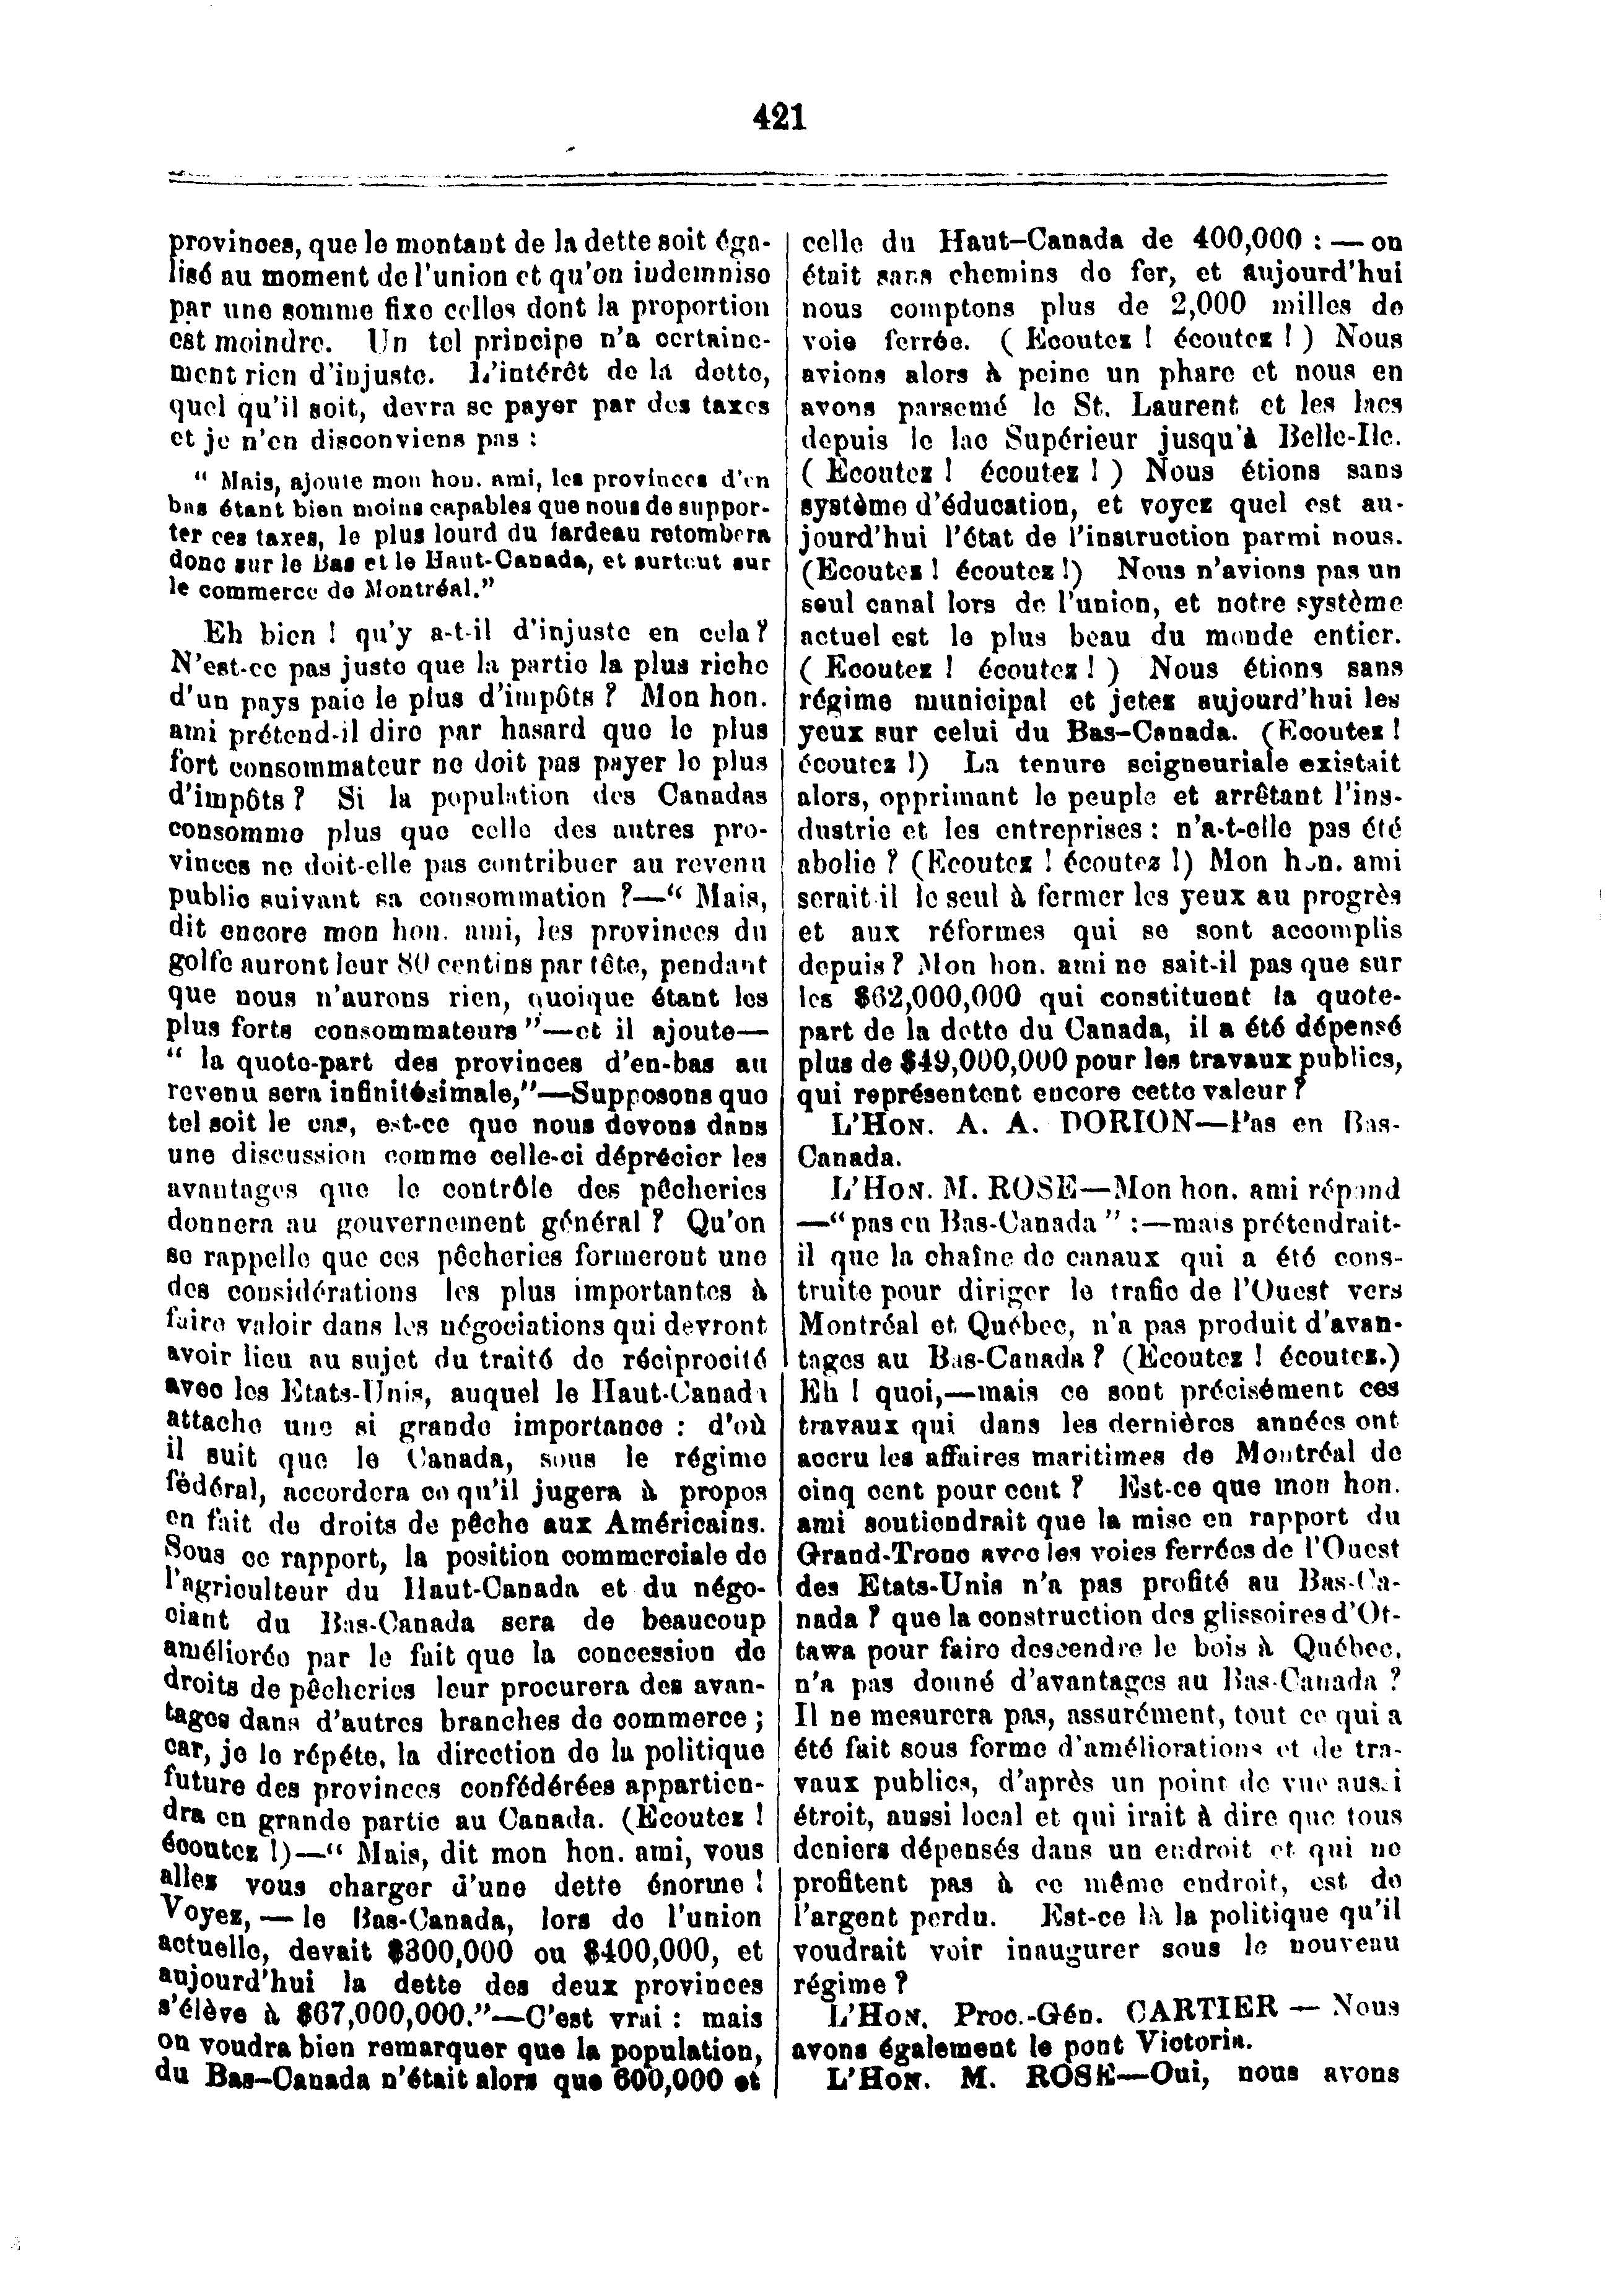 421
provinces, que le montant de la dette soit éga-
lisé au moment de l'union et qu'on indemnise
par une somme fixe celles dont la proportion
est moindre. Un tel principe n'a certaine-
ment rien d'injuste. L'intérêt de la dette,
quel qu'il soit, devra se payer par des taxes
et je n'en disconviens pas :
“ Mais, ajoute mon hon. ami, les provinces d'en
bas étant bien moins capables que nous de suppor-
ter ces taxes, le plus lourd du fardeau retombera
donc sur le Bas et le Haut-Canada, et surtout sur
le commerce de Montréal.”
Eh bien ! qu'y a-t-il d'injuste en cela ?
N'est-ce pas juste que la partie la plus riche
d'un pays paie le plus d'impôts ? Mon hon.
ami prétend-il dire par hasard que le plus
fort consommateur ne doit pas payer le plus
d'impôts ? Si la population des Canadas
consomme plus que celle des autres pro-
vinces ne doit-elle pas contribuer au revenu
public suivant sa consommation ?—“ Mais,
dit encore mon hon. ami, les provinces du
golfe auront leur 80 centins par tête, pendant
que nous n'aurons rien, quoique étant les
plus forts consommateurs ”—et il ajoute—
“ la quote-part des provinces d'en-bas au
revenu sera infinitésimale,”—Supposons que
tel soit le cas, est-ce que nous devons dans
une discussion comme celle-ci déprécier les
avantages que le contrôle des pêcheries
donnera au gouvernement général ? Qu'on
se rappelle que ces pêcheries formeront une
des considérations les plus importantes à
faire valoir dans les négociations qui devront
avoir lieu au sujet du traité de réciprocité
avec les Etats-Unis, auquel le Haut-Canada
attache une si grande importance : d'où
il suit que le Canada, sous le régime
fédéral, accordera ce qu'il jugera à propos
en fait de droits de pêche aux Américains.
Sous ce rapport, la position commerciale de
l'agriculteur du Haut-Canada et du négo-
ciant du Bas-Canada sera de beaucoup
améliorée par le fait que la concession de
droits de pêcheries leur procurera des avan-
tages dans d'autres branches de commerce ;
car, je le répéte, la direction de la politique
future des provinces confédérées appartien-
dra en grande partie au Canada. (Ecoutez !
écoutez !)—“ Mais, dit mon hon. ami, vous
allez vous charger d'une dette énorme !
Voyez, — le Bas-Canada, lors de l'union
actuelle, devait $300,000 ou $400,000, et
aujourd'hui la dette des deux provinces
s'élève à $67,000,000.”—C'est vrai : mais
on voudra bien remarquer que la population,
du Bas-Canada n'était alors que 600,000 et
celle du Haut-Canada de 400,000 : — on
était sans chemins de fer, et aujourd'hui
nous comptons plus de 2,000 milles de
voie ferrée. ( Ecoutez ! écoutez ! ) Nous
avions alors à peine un phare et nous en
avons parsemé le St. Laurent et les lacs
depuis le lac Supérieur jusqu'à Belle-Ile.
( Ecoutez ! écoutez ! ) Nous étions sans
système d'éducation, et voyez quel est au-
jourd'hui l'état de l'instruction parmi nous.
(Ecoutez ! écoutez !) Nous n'avions pas un
seul canal lors de l'union, et notre système
actuel est le plus beau du monde entier.
( Ecoutez ! écoutez ! ) Nous étions sans
régime municipal et jetez aujourd'hui les
yeux sur celui du Bas-Canada. (Ecoutez !
écoutez !) La tenure seigneuriale existait
alors, opprimant le peuple et arrêtant l'ins-
dustrie et les entreprises : n'a-t-elle pas été
abolie ? (Ecoutez ! écoutez !) Mon hon. ami
serait-il le seul à fermer les yeux au progrès
et aux réformes qui se sont accomplis
depuis ? Mon hon. ami ne sait-il pas que sur
les $62,000,000 qui constituent la quote-
part de la dette du Canada, il a été dépensé
plus de $49,000,000 pour les travaux publics,
qui représentent encore cette valeur ?
L'HON. A. A. DORION—Pas en Bas-
Canada.
L'HON. M. ROSE—Mon hon. ami répond
—“ pas en Bas-Canada ” :—mais prétendrait-
il que la chaîne de canaux qui a été cons-
truite pour diriger le trafic de l'Ouest vers
Montréal et Québec, n'a pas produit d'avan-
tages au Bas-Canada ? (Ecoutez ! écoutez.)
Eh ! quoi,—mais ce sont précisément ces
travaux qui dans les dernières années ont
accru les affaires maritimes de Montréal de
cinq cent pour cent ? Est-ce que mon hon.
ami soutiendrait que la mise en rapport du
Grand-Tronc avec les voies ferrées de l'Ouest
des Etats-Unis n'a pas profité au Bas-Ca-
nada ? que la construction des glissoires d'Ot-
tawa pour faire descendre le bois à Québec,
n'a pas donné d'avantages au Bas-Canada ?
Il ne mesurera pas, assurément, tout ce qui a
été fait sous forme d'améliorations et de tra-
vaux publics, d'après un point de vue aussi
étroit, aussi local et qui irait à dire que tous
deniers dépensés dans un endroit et qui ne
profitent pas à ce même endroit, est de
l'argent perdu. Est-ce là la politique qu'il
voudrait voir inaugurer sous le nouveau
régime ?
L'HON. Proc.-Gén. CARTIER — Nous
avons également le pont Victoria.
L'HON. M. ROSE—Oui, nous avons